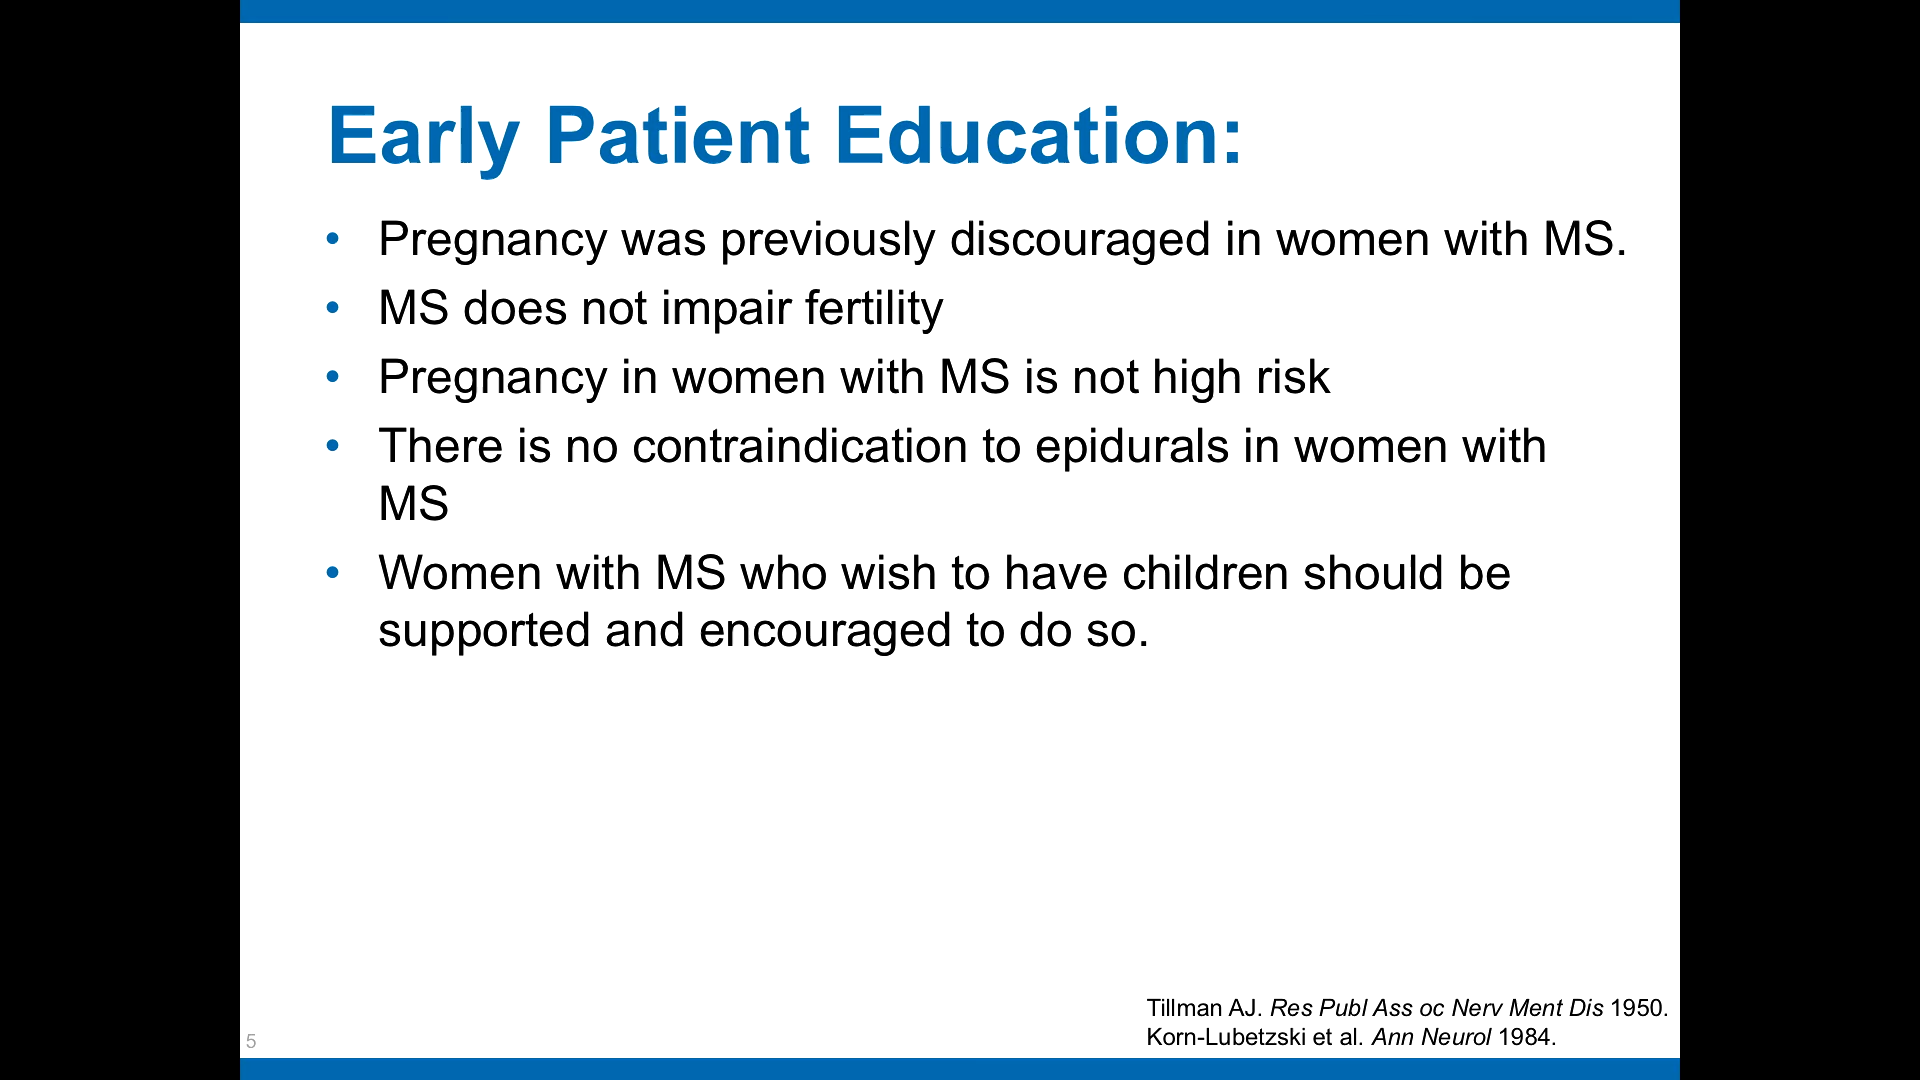 Early Patient Education:
• Pregnancy was previously discouraged in women with MS.
• MS does not impair fertility
• Pregnancy in women with MS is not high risk
• There is no contraindication to epidurals in women with
MS
• Women with MS who wish to have children should be
supported and encouraged to do so.
Tillman AJ. Res Publ Ass oc Nerv Ment Dis 1950.
Korn-Lubetzski et al. Ann Neurol 1984.
5